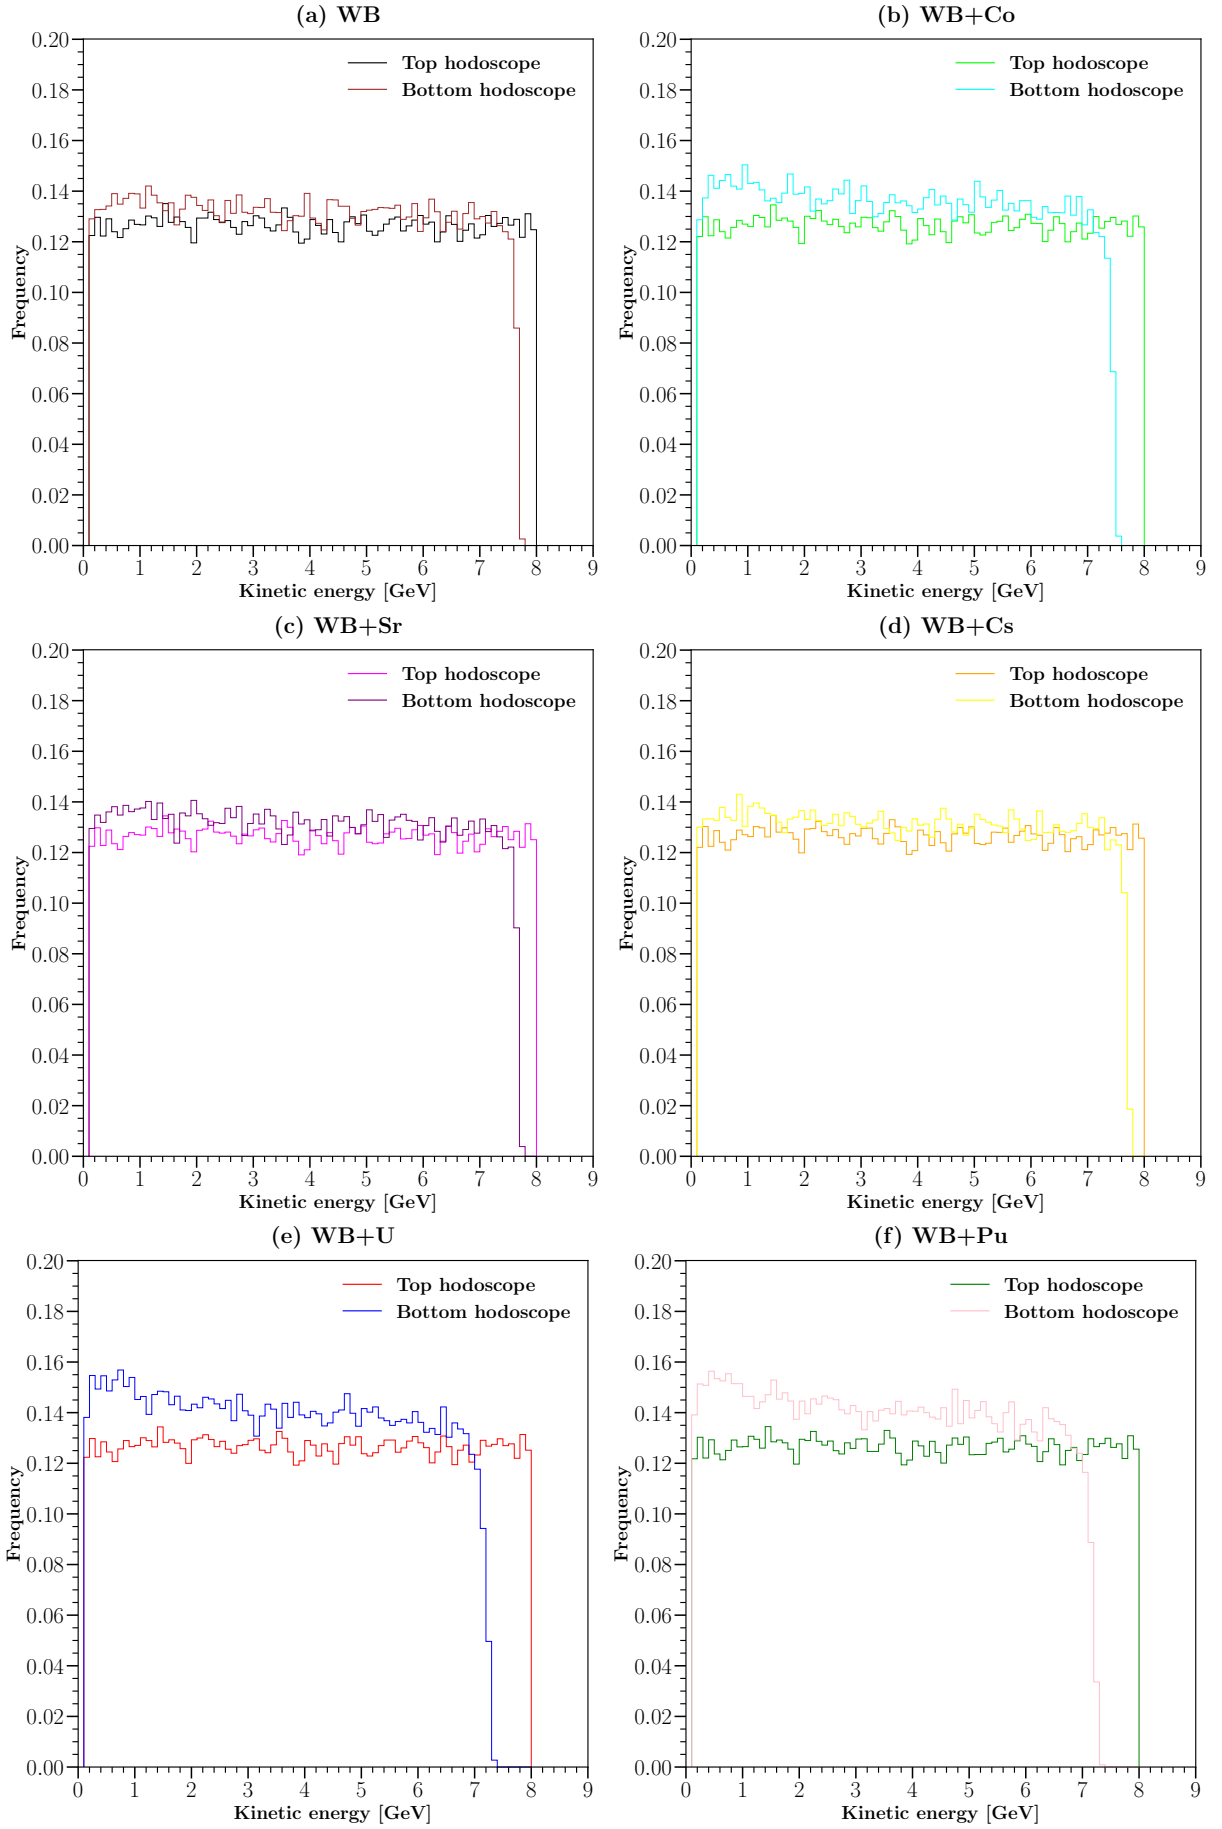 (a) WB
0.20
0.18
0.16
0.14
0.12
0.10
0.08
0.06
0.04
0.02
0.00
Frequency
Top hodoscope
Bottom hodoscope
0 1 2 3 4 5 6 7 8 9
Kinetic energy [GeV]
(b) WB+Co
0.20
0.18
0.16
0.14
0.12
0.10
0.08
0.06
0.04
0.02
0.00
Frequency
Top hodoscope
Bottom hodoscope
0 1 2 3 4 5 6 7 8 9
Kinetic energy [GeV]
(c) WB+Sr
0.20
0.18
0.16
0.14
0.12
0.10
0.08
0.06
0.04
0.02
0.00
Frequency
Top hodoscope
Bottom hodoscope
0 1 2 3 4 5 6 7 8 9
Kinetic energy [GeV]
(d) WB+Cs
0.20
0.18
0.16
0.14
0.12
0.10
0.08
0.06
0.04
0.02
0.00
Frequency
Top hodoscope
Bottom hodoscope
0 1 2 3 4 5 6 7 8 9
Kinetic energy [GeV]
(e) WB+U
0.20
0.18
0.16
0.14
0.12
0.10
0.08
0.06
0.04
0.02
0.00
Frequency
Top hodoscope
Bottom hodoscope
0 1 2 3 4 5 6 7 8 9
Kinetic energy [GeV]
(f) WB+Pu
0.20
0.18
0.16
0.14
0.12
0.10
0.08
0.06
0.04
0.02
0.00
Frequency
Top hodoscope
Bottom hodoscope
0 1 2 3 4 5 6 7 8 9
Kinetic energy [GeV]